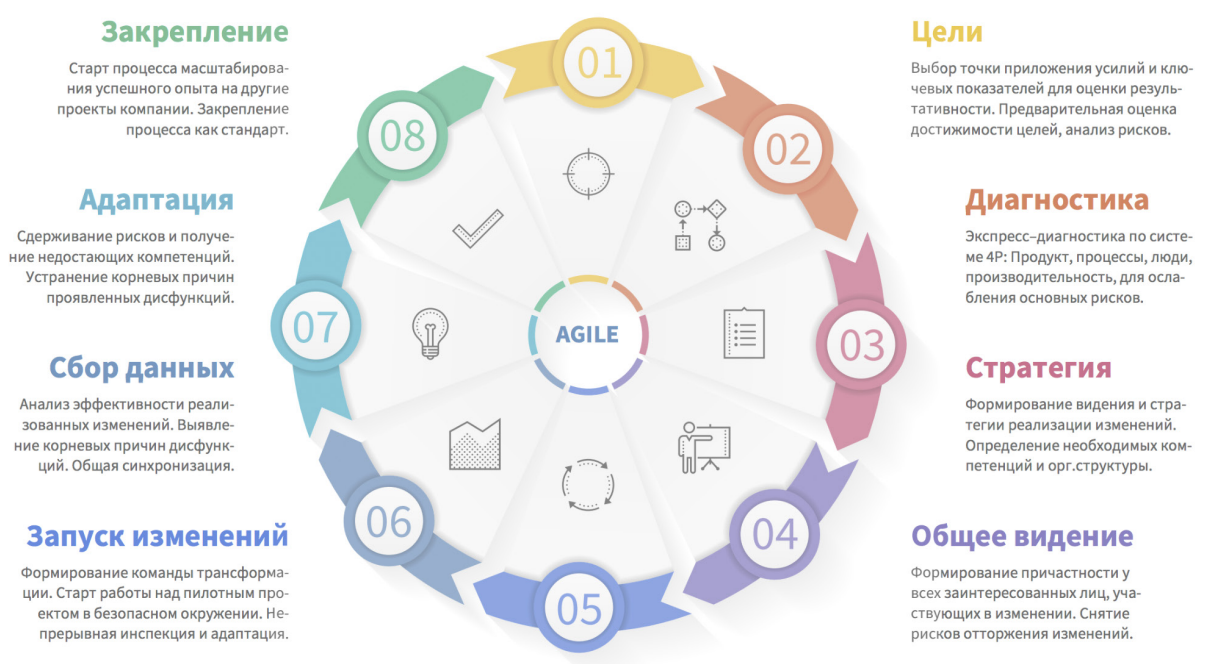 Закрепление
Старт процесса масштабирова-
ния успешного опыта на другие
проекты компании. Закрепление
процесса как стандарт.
Адаптация
Сдерживание рисков и получе-
ние недостающих компетенций.
Устранение корневых причин
проявленных дисфункций.
Сбор данных
Анализ эффективности реали-
зованных изменений. Выявле-
ние корневых причин дисфунк-
ций. Общая синхронизация.
Запуск изменений
Формирование команды трансформа-
ции. Старт работы над пилотным про-
ектом в безопасном окружении. Не-
прерывная инспекция и адаптация.
01
02
03
04
05
06
07
08
AGILE
Цели
Выбор точки приложения усилий и клю-
чевых показателей для оценки резуль-
тативности. Предварительная оценка
достижимости целей, анализ рисков.
Диагностика
Экспресс–диагностика по систе-
ме 4P: Продукт, процессы, люди,
производительность, для осла-
бления основных рисков.
Стратегия
Формирование видения и стра-
тегии реализации изменений.
Определение необходимых ком-
петенций и орг.структуры.
Общее видение
Формирование причастности у
всех заинтересованных лиц, уча-
ствующих в изменении. Снятие
рисков отторжения изменений.